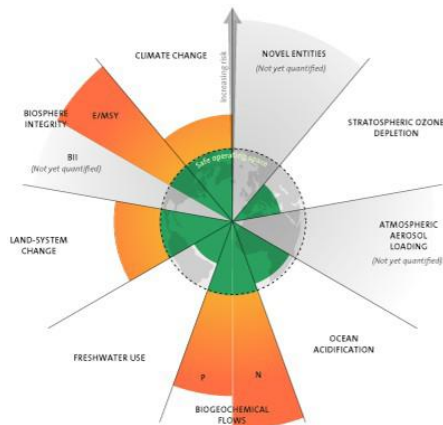 CLIMATE CHANGE
Increasing risk
NOVEL ENTITIES
(Not yet quantified)
STRATOSPHERIC OZONE
DEPLETION
BIOSPHERE
INTEGRITY
E/MSY
BII
(Not yet quantified)
Safe operating space
LAND-SYSTEM
CHANGE
ATMOSPHERIC
AEROSOL
LOADING
(Not yet quantified)
FRESHWATER USE
OCEAN
ACIDIFICATION
P
N
BIOGEOCHEMICAL
FLOWS